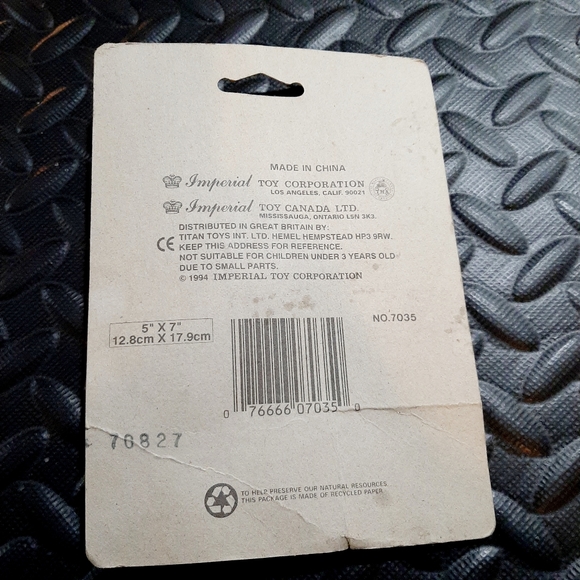 MADE IN CHINA
Imperial TOY CORPORATION
LOS ANGELES, CALIF. 90021
Imperial TOY CANADA LTD.
MISSISSAUGA, ONTARIO L5N 3K3.
DISTRIBUTED IN GREAT BRITAIN BY:
TITAN TOYS INT. LTD. HEMEL HEMPSTEAD HP3 9RW.
CE KEEP THIS ADDRESS FOR REFERENCE.
NOT SUITABLE FOR CHILDREN UNDER 3 YEARS OLD
DUE TO SMALL PARTS.
© 1994 IMPERIAL TOY CORPORATION
NO.7035
5" X 7"
12.8cm X 17.9cm
0 76666 07035 0
70827
TO HELP PRESERVE OUR NATURAL RESOURCES
THIS PACKAGE IS MADE OF RECYCLED PAPER